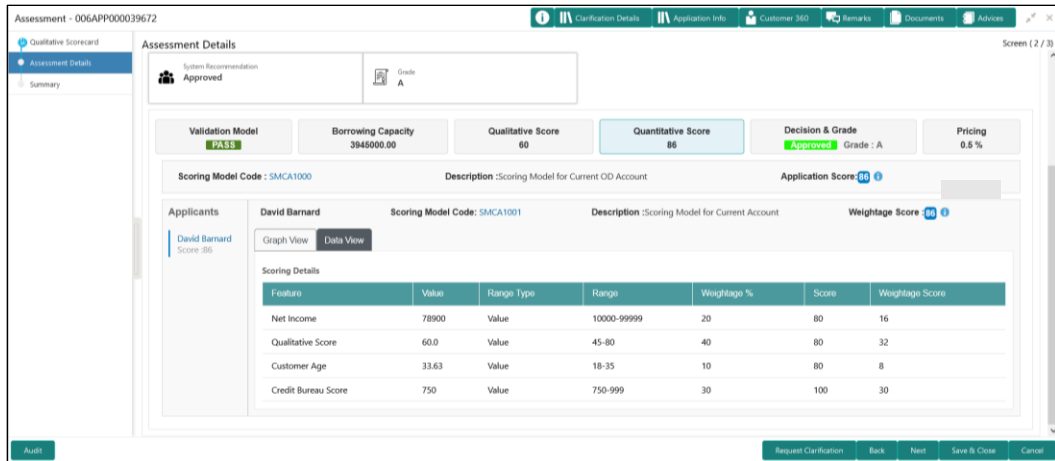 Assessment - 006APP000039672
Clarification Details
Application Info
Customer 360
Remarks
Documents
Advices
Qualitative Scorecard
Assessment Details
Summary
Assessment Details
Screen ( 2 / 3)
System Recommendation
Approved
Grade
A
Validation Model
PASS
Borrowing Capacity
3945000.00
Qualitative Score
60
Quantitative Score
86
Decision & Grade
Approved Grade : A
Pricing
0.5 %
Scoring Model Code : SMCA1000 Description :Scoring Model for Current OD Account Application Score: 86
Applicants
David Barnard
Score :86
David Barnard Scoring Model Code: SMCA1001 Description :Scoring Model for Current Account Weightage Score : 86
Graph View Data View
Scoring Details
Feature Value Range Type Range Weightage % Score Weightage Score
Net Income 78900 Value 10000-99999 20 80 16
Qualitative Score 60.0 Value 45-80 40 80 32
Customer Age 33.63 Value 18-35 10 80 8
Credit Bureau Score 750 Value 750-999 30 100 30
Audit
Request Clarification Back Next Save & Close Cancel